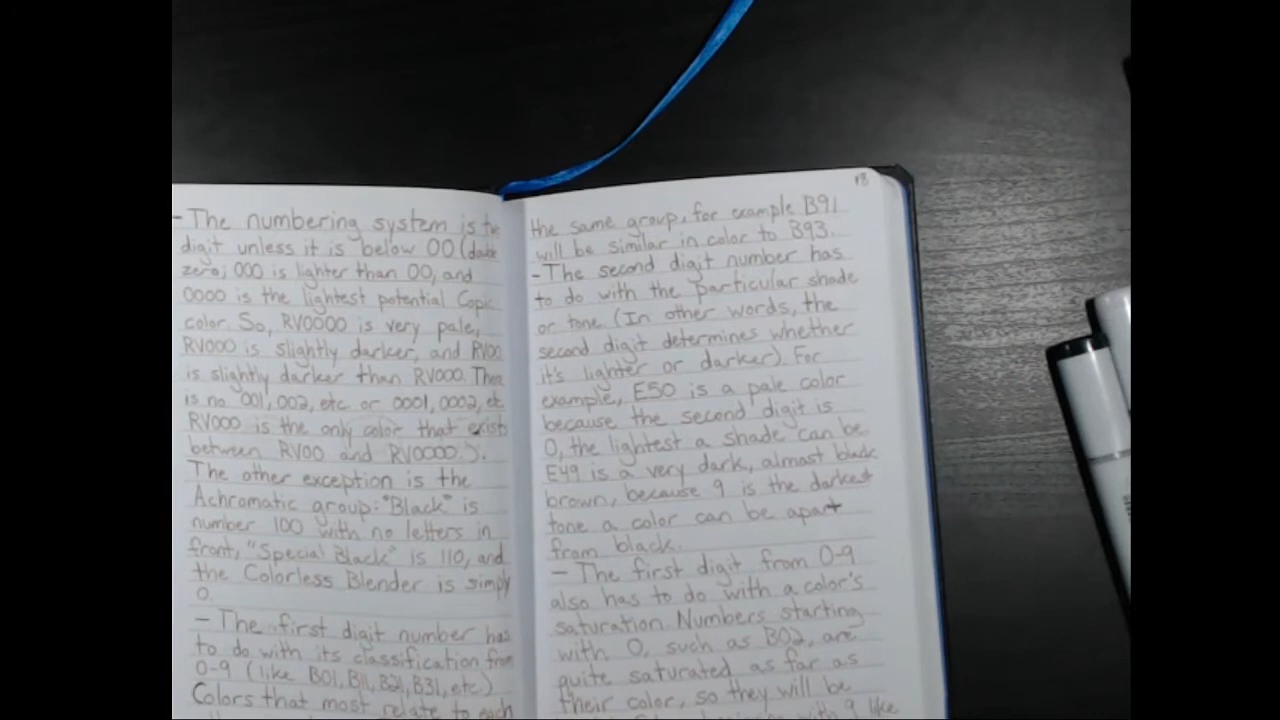 - The numbering system is the
digit unless it is below 00 (double
zero; 000 is lighter than 00, and
0000 is the lightest potential Copic
color. So, RV0000 is very pale,
RV000 is slightly darker, and RV00
is slightly darker than RV000. There
is no 001, 002, etc. or 0001, 0002, etc
RV000 is the only color that exists
between RV00 and RV0000.).
The other exception is the
Achromatic group: "Black" is
number 100 with no letters in
front, "Special Black" is 110, and
the Colorless Blender is simply
0.
- The first digit number has
to do with its classification from
0-9 (like B01, B11, B21, B31, etc.)
Colors that most relate to each
18
the same group, for example B91
will be similar in color to B93.
- The second digit number has
to do with the particular shade
or tone (In other words, the
second digit determines whether
it's lighter or darker). For
example, E50 is a pale color
because the second digit is
0, the lightest a shade can be.
E49 is a very dark, almost black
brown, because 9 is the darkest
tone a color can be apart
from black.
- The first digit from 0-9
also has to do with a color's
saturation. Numbers starting
with 0, such as B02, are
quite saturated as far as
their color, so they will be
with 9 like